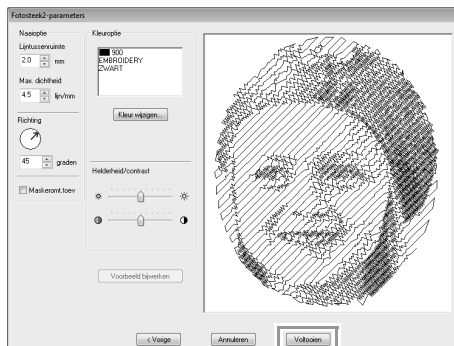 Fotosteek2-parameters
Naaioptie
Lijntussenruimte
2.0 mm
Max. dichtheid
4.5 lijn/mm
Richting
45 graden
Maskeromt.toev
Kleuroptie
900
EMBROIDERY
ZWART
Kleur wijzigen...
Helderheid/contrast
Voorbeeld bijwerken
< Vorige
Annuleren
Voltooien